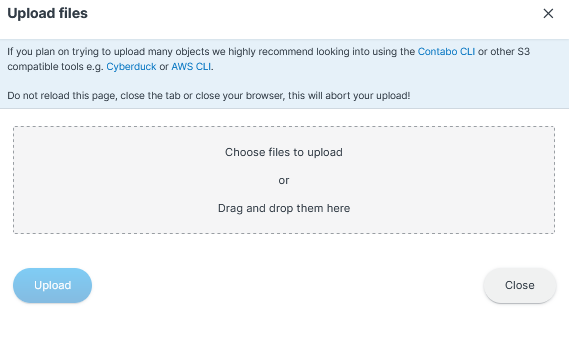 Upload files
If you plan on trying to upload many objects we highly recommend looking into using the Contabo CLI or other S3
compatible tools e.g. Cyberduck or AWS CLI.
Do not reload this page, close the tab or close your browser, this will abort your upload!
Choose files to upload
or
Drag and drop them here
Upload
Close